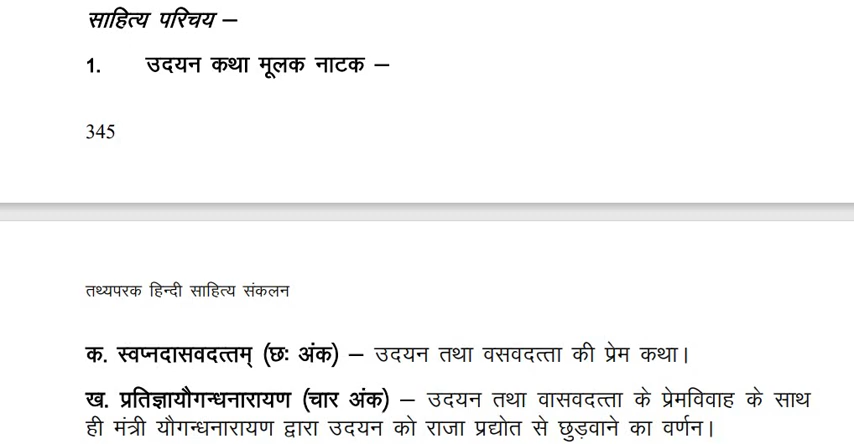 साहित्य परिचय –
1. उदयन कथा मूलक नाटक –
345
तथ्यपरक हिन्दी साहित्य संकलन
क. स्वप्नदासवदत्तम् (छः अंक) – उदयन तथा वसवदत्ता की प्रेम कथा।
ख. प्रतिज्ञायौगन्धनारायण (चार अंक) – उदयन तथा वासवदत्ता के प्रेमविवाह के साथ
ही मंत्री यौगन्धनारायण द्वारा उदयन को राजा प्रद्योत से छुड़वाने का वर्णन।